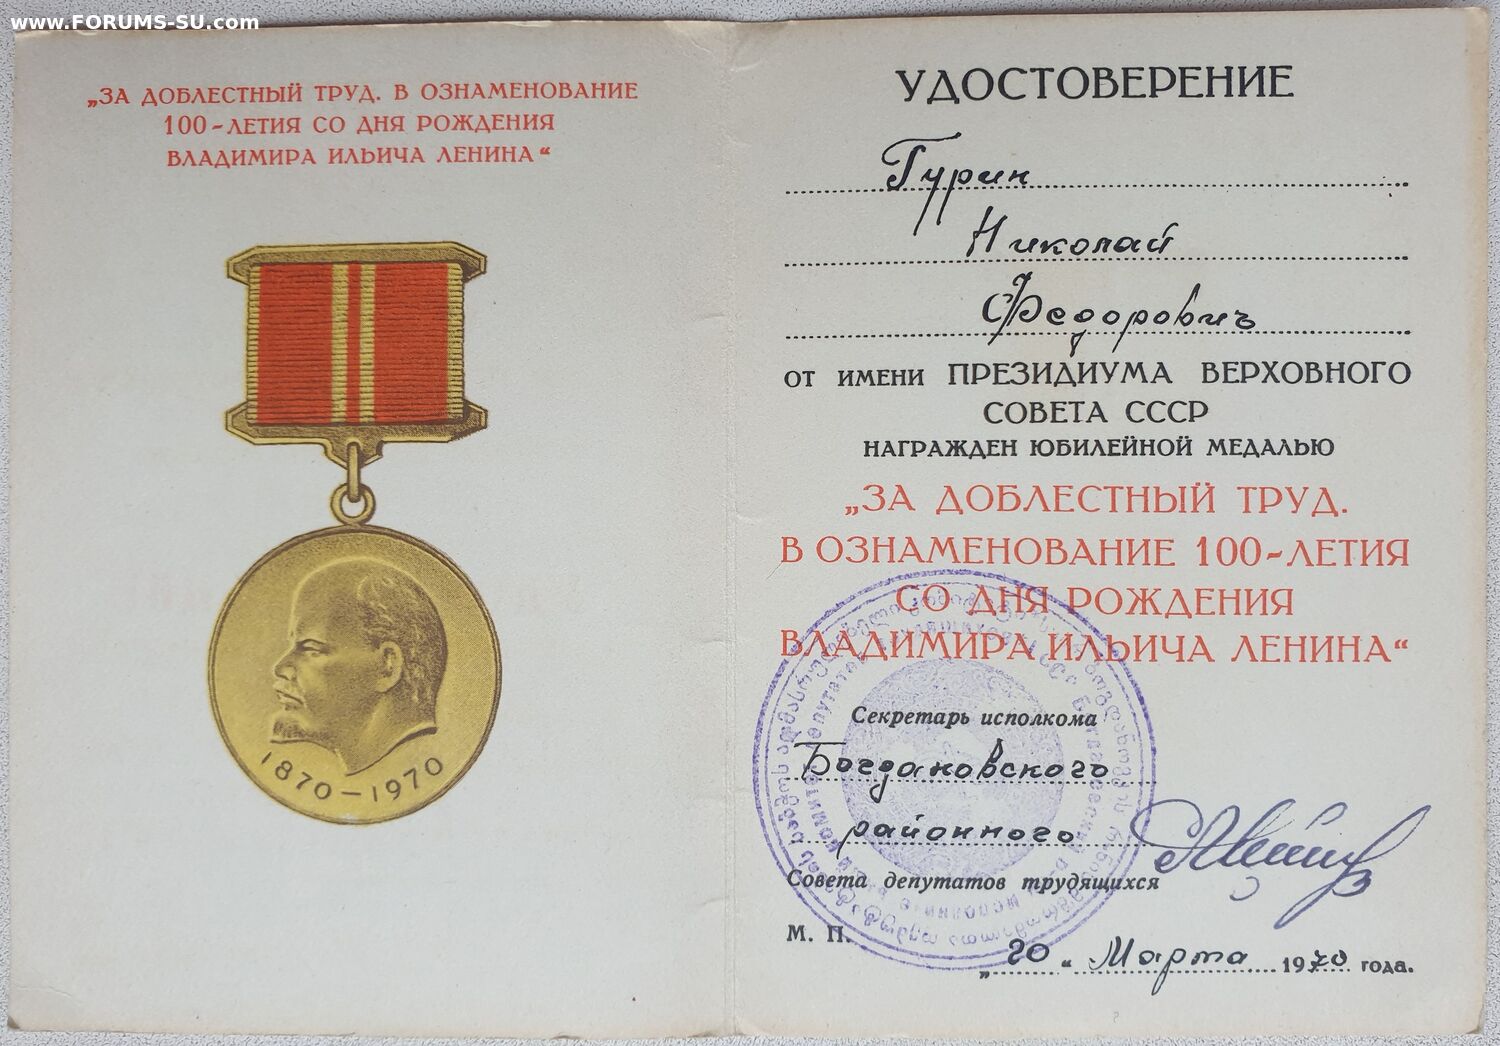 www.FORUMS-SU.com
„ЗА ДОБЛЕСТНЫЙ ТРУД. В ОЗНАМЕНОВАНИЕ
100-ЛЕТИЯ СО ДНЯ РОЖДЕНИЯ
ВЛАДИМИРА ИЛЬИЧА ЛЕНИНА“
1870-1970
УДОСТОВЕРЕНИЕ
Гурин
Николай
Федорович
ОТ ИМЕНИ ПРЕЗИДИУМА ВЕРХОВНОГО
СОВЕТА СССР
НАГРАЖДЕН ЮБИЛЕЙНОЙ МЕДАЛЬЮ
„ЗА ДОБЛЕСТНЫЙ ТРУД.
В ОЗНАМЕНОВАНИЕ 100-ЛЕТИЯ
СО ДНЯ РОЖДЕНИЯ
ВЛАДИМИРА ИЛЬИЧА ЛЕНИНА“
Секретарь исполкома
Богдановского
районного
Совета депутатов трудящихся
М. П.
„20“ Марта 1970 года.